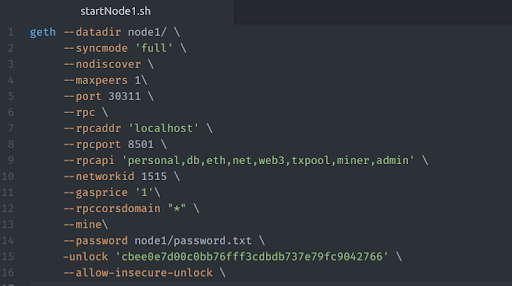 startNode1.sh
1 geth --datadir node1/ \
2 --syncmode 'full' \
3 --nodiscover \
4 --maxpeers 1\
5 --port 30311 \
6 --rpc \
7 --rpcaddr 'localhost' \
8 --rpcport 8501 \
9 --rpcapi 'personal,db,eth,net,web3,txpool,miner,admin' \
10 --networkid 1515 \
11 --gasprice '1'\
12 --rpccorsdomain "*" \
13 --mine\
14 --password node1/password.txt \
15 -unlock 'cbee0e7d00c0bb76fff3cdbdb737e79fc9042766' \
16 --allow-insecure-unlock \
17